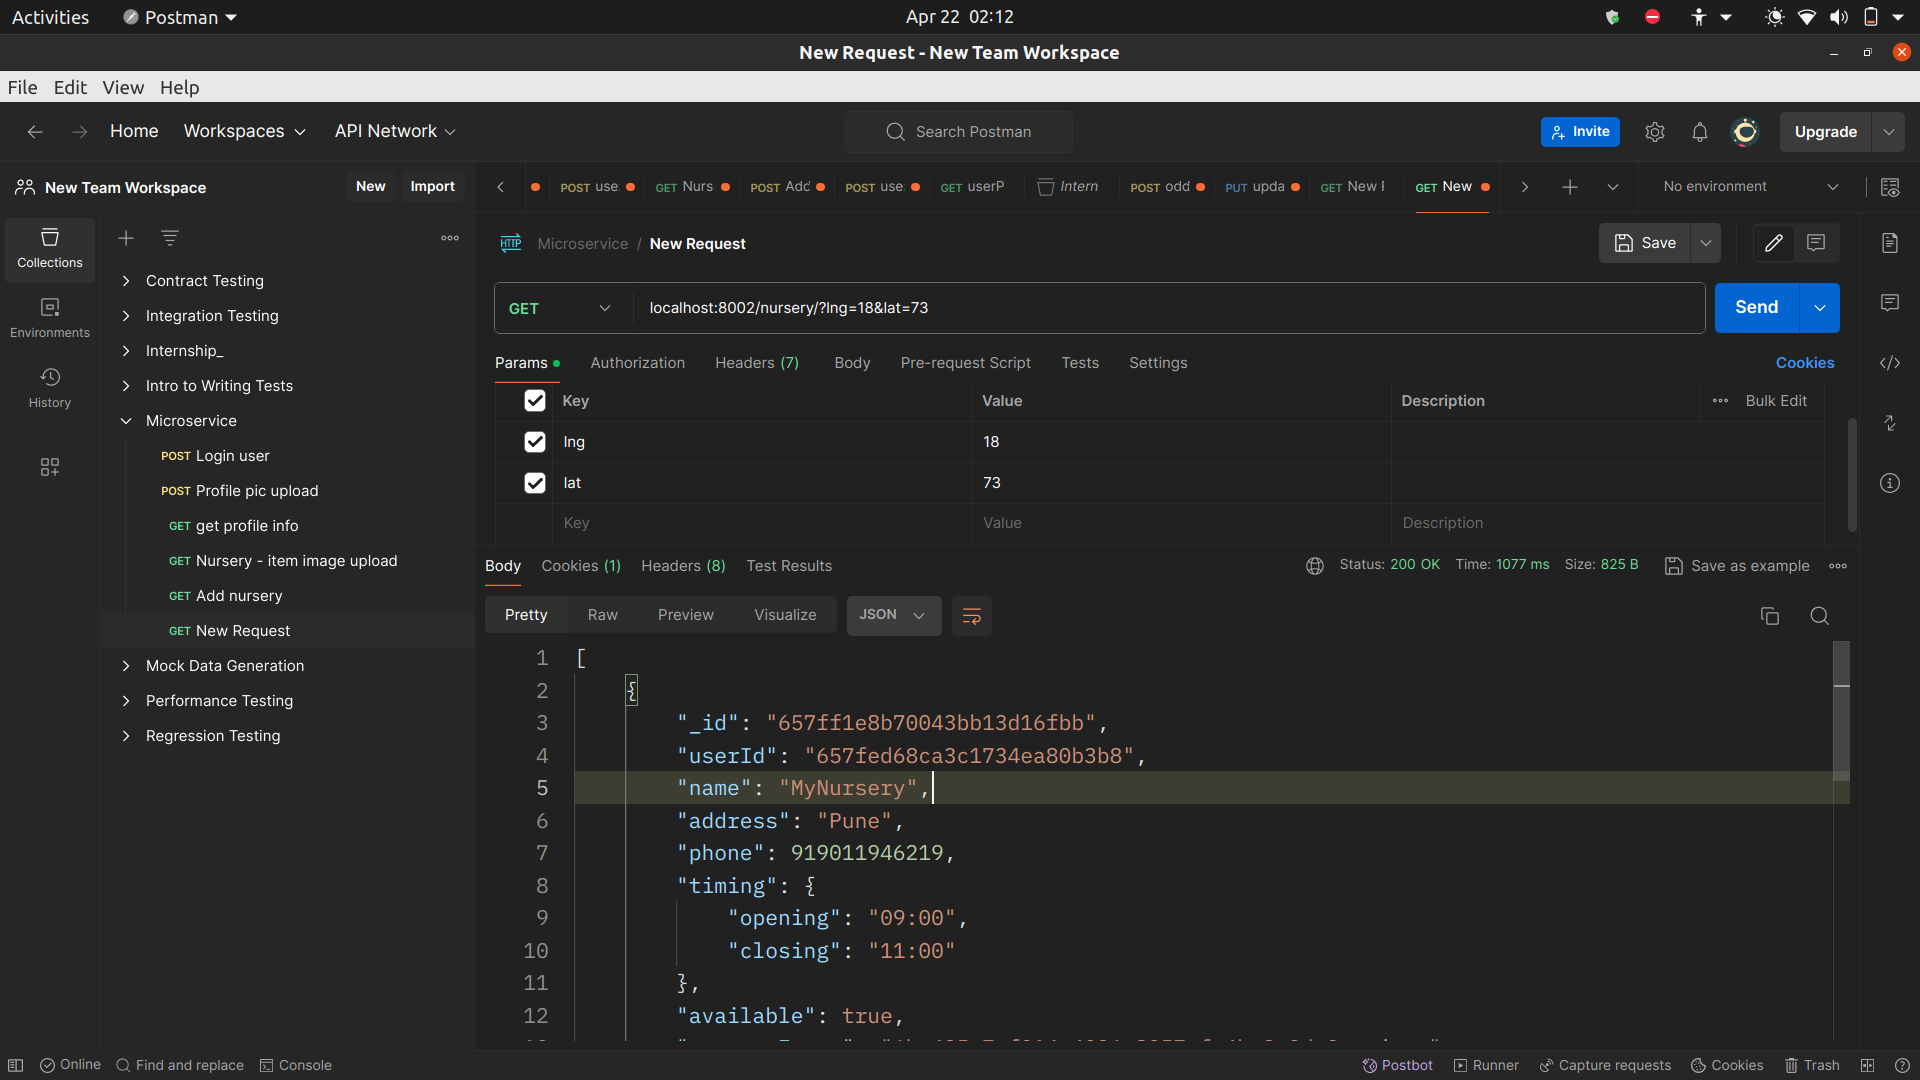 Activities Postman Apr 22 02:12
New Request - New Team Workspace
File Edit View Help
Home Workspaces API Network Search Postman Invite Upgrade
New Team Workspace New Import
POST use GET Nurs POST Add POST use GET userP Intern POST odd PUT upda GET New GET New No environment
Collections
Environments
History
Contract Testing
Integration Testing
Internship_
Intro to Writing Tests
Microservice
POST Login user
POST Profile pic upload
GET get profile info
GET Nursery - item image upload
GET Add nursery
GET New Request
Mock Data Generation
Performance Testing
Regression Testing
HTTP Microservice / New Request Save
GET localhost:8002/nursery/?lng=18&lat=73 Send
Params Authorization Headers (7) Body Pre-request Script Tests Settings Cookies
Key Value Description Bulk Edit
lng 18
lat 73
Key Value Description
Body Cookies (1) Headers (8) Test Results Status: 200 OK Time: 1077 ms Size: 825 B Save as example
Pretty Raw Preview Visualize JSON
1 [
2 {
3 "_id": "657ff1e8b70043bb13d16fbb",
4 "userId": "657fed68ca3c1734ea80b3b8",
5 "name": "MyNursery",
6 "address": "Pune",
7 "phone": 919011946219,
8 "timing": {
9 "opening": "09:00",
10 "closing": "11:00"
11 },
12 "available": true,
Online Find and replace Console Postbot Runner Capture requests Cookies Trash